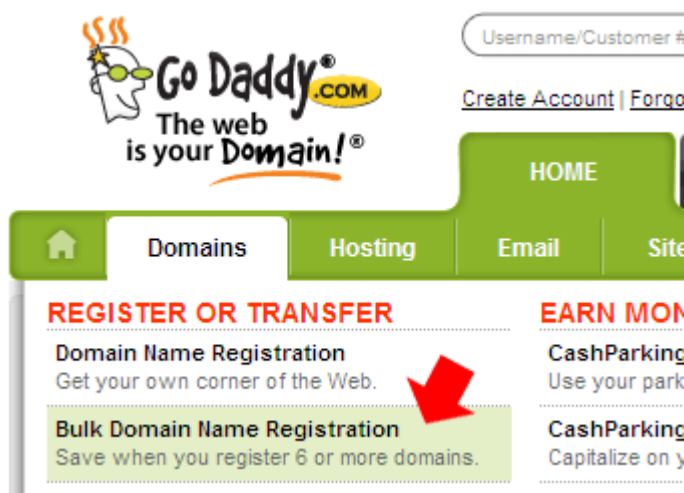 Go Daddy®.COM
The web
is your Domain!®
Username/Customer #
Create Account | Forgo
HOME
Domains
Hosting
Email
Site
REGISTER OR TRANSFER
Domain Name Registration
Get your own corner of the Web.
Bulk Domain Name Registration
Save when you register 6 or more domains.
EARN MON
CashParking
Use your park
CashParking
Capitalize on y